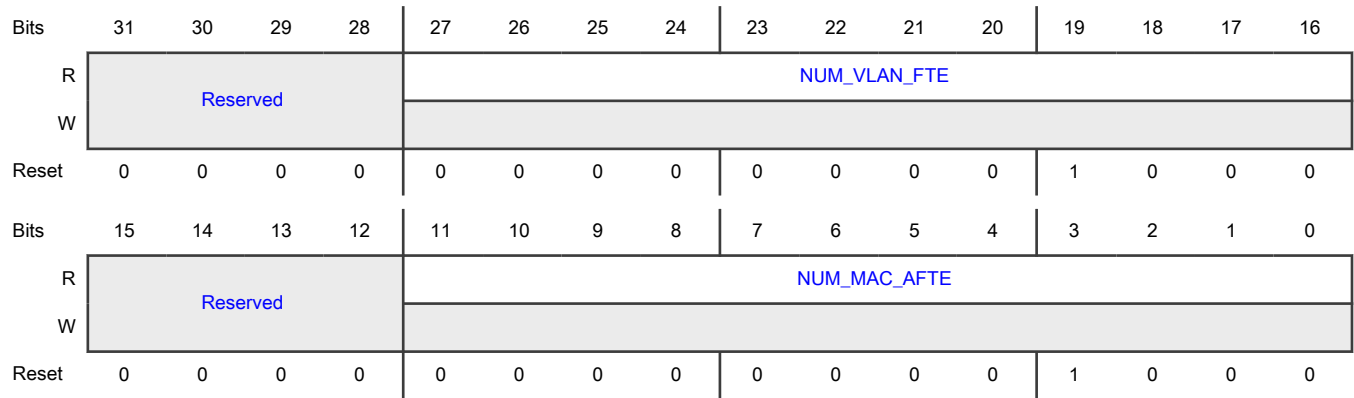 Bits 31 30 29 28 27 26 25 24 23 22 21 20 19 18 17 16
R Reserved NUM_VLAN_FTE
W
Reset 0 0 0 0 0 0 0 0 0 0 0 0 1 0 0 0
Bits 15 14 13 12 11 10 9 8 7 6 5 4 3 2 1 0
R Reserved NUM_MAC_AFTE
W
Reset 0 0 0 0 0 0 0 0 0 0 0 0 1 0 0 0